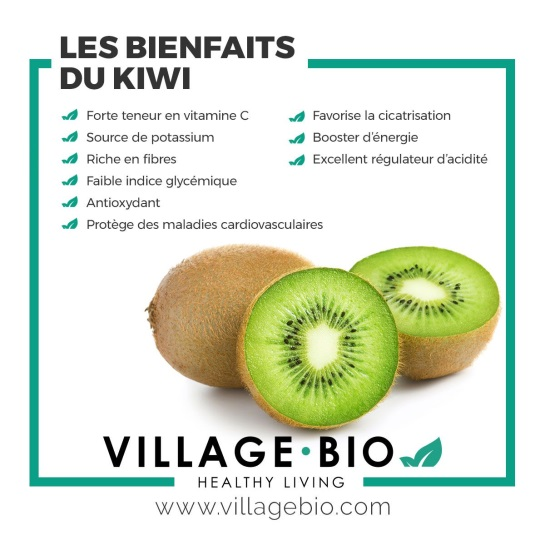 LES BIENFAITS
DU KIWI
Forte teneur en vitamine C
Source de potassium
Riche en fibres
Faible indice glycémique
Antioxydant
Protège des maladies cardiovasculaires
Favorise la cicatrisation
Booster d'énergie
Excellent régulateur d'acidité
VILLAGE·BIO
HEALTHY LIVING
www.villagebio.com